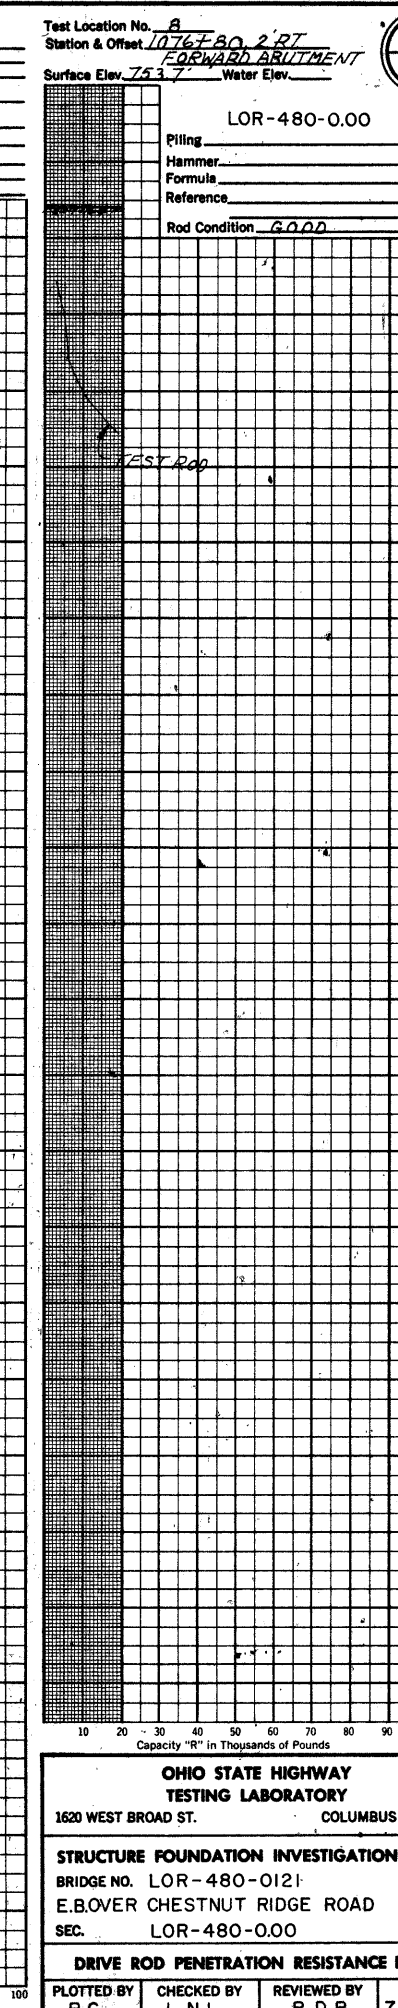 Test Location No. 8
Station & Offset 1076+80, 2' RT
FORWARD ABUTMENT
Surface Elev. 753.7' Water Elev.
LOR-480-0.00
Piling
Hammer
Formula
Reference
Rod Condition GOOD
TEST ROD
10 20 30 40 50 60 70 80 90
Capacity "R" in Thousands of Pounds
100
OHIO STATE HIGHWAY
TESTING LABORATORY
1620 WEST BROAD ST. COLUMBUS
STRUCTURE FOUNDATION INVESTIGATION
BRIDGE NO. LOR-480-0121
E.B.OVER CHESTNUT RIDGE ROAD
SEC. LOR-480-0.00
DRIVE ROD PENETRATION RESISTANCE
PLOTTED BY CHECKED BY REVIEWED BY